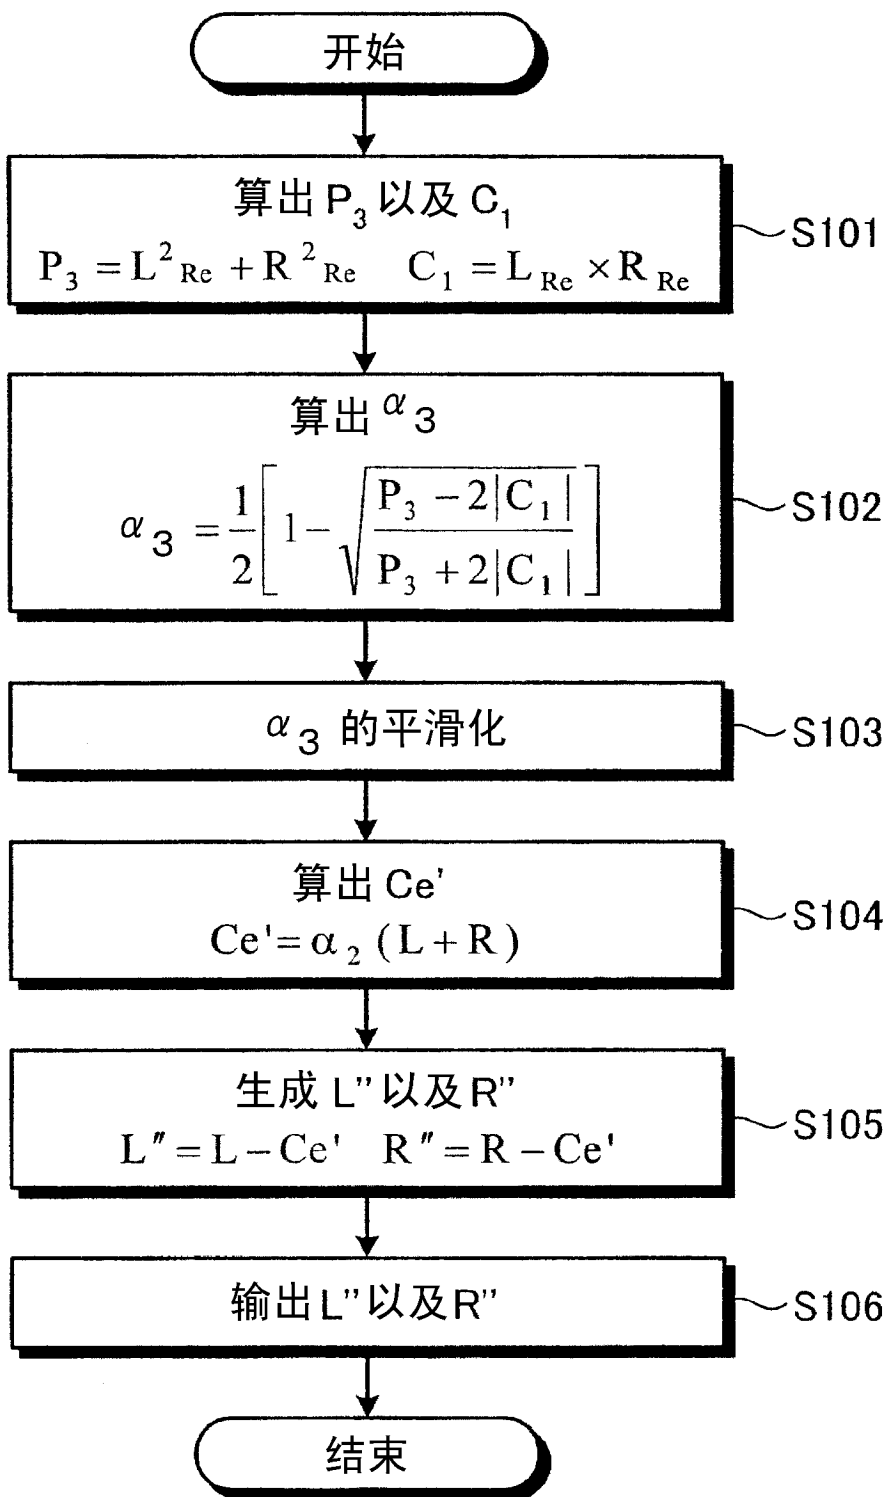 开始
算出 P₃ 以及 C₁
P₃ = L²Re + R²Re C₁ = LRe × RRe
S101
算出 α₃
α₃ = 1/2 [ 1 - √((P₃ - 2|C₁|)/(P₃ + 2|C₁|)) ]
S102
α₃ 的平滑化
S103
算出 Ce'
Ce' = α₂ (L + R)
S104
生成 L'' 以及 R''
L″ = L - Ce' R″ = R - Ce'
S105
输出 L'' 以及 R''
S106
结束